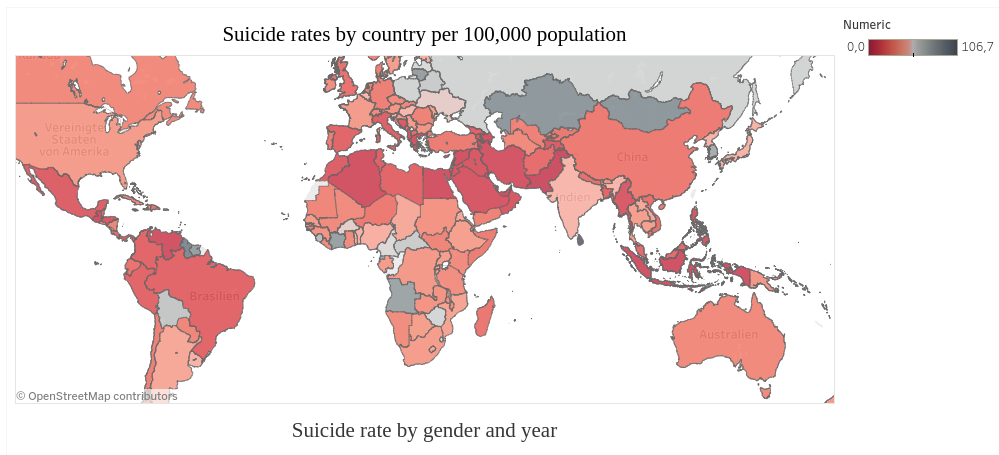 Suicide rates by country per 100,000 population
Numeric
0,0
106,7
Vereinigte
Staaten
von Amerika
China
Indien
Brasilien
Australien
© OpenStreetMap contributors
Suicide rate by gender and year